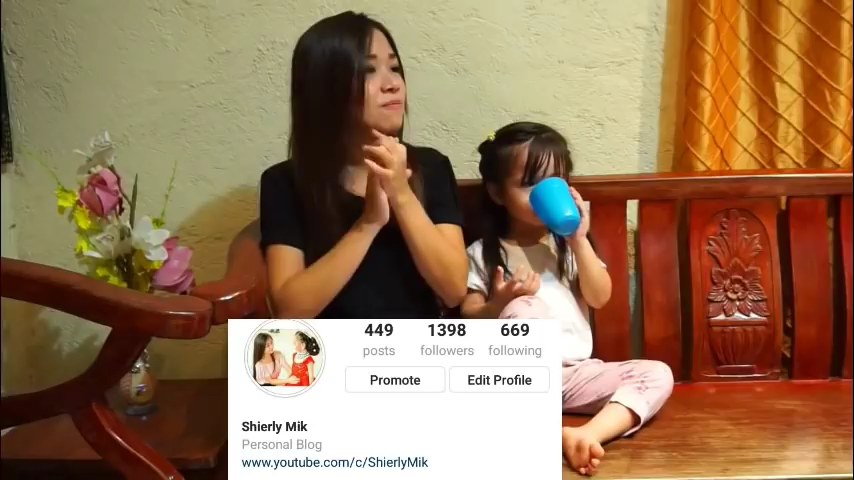 449 1398 669
posts followers following
Promote Edit Profile
Shierly Mik
Personal Blog
www.youtube.com/c/ShierlyMik